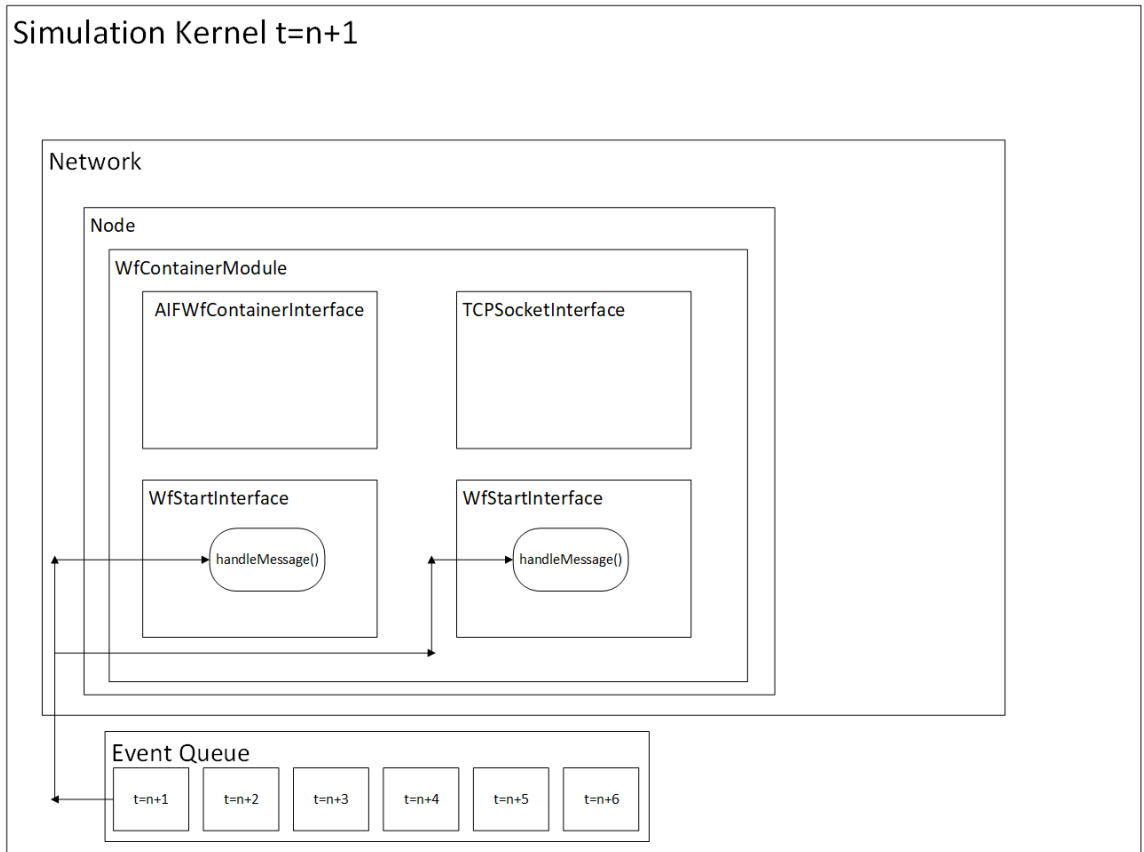 Simulation Kernel t=n+1
Network
Node
WfContainerModule
AIFWfContainerInterface
TCPSocketInterface
WfStartInterface
WfStartInterface
handleMessage()
handleMessage()
Event Queue
t=n+1
t=n+2
t=n+3
t=n+4
t=n+5
t=n+6